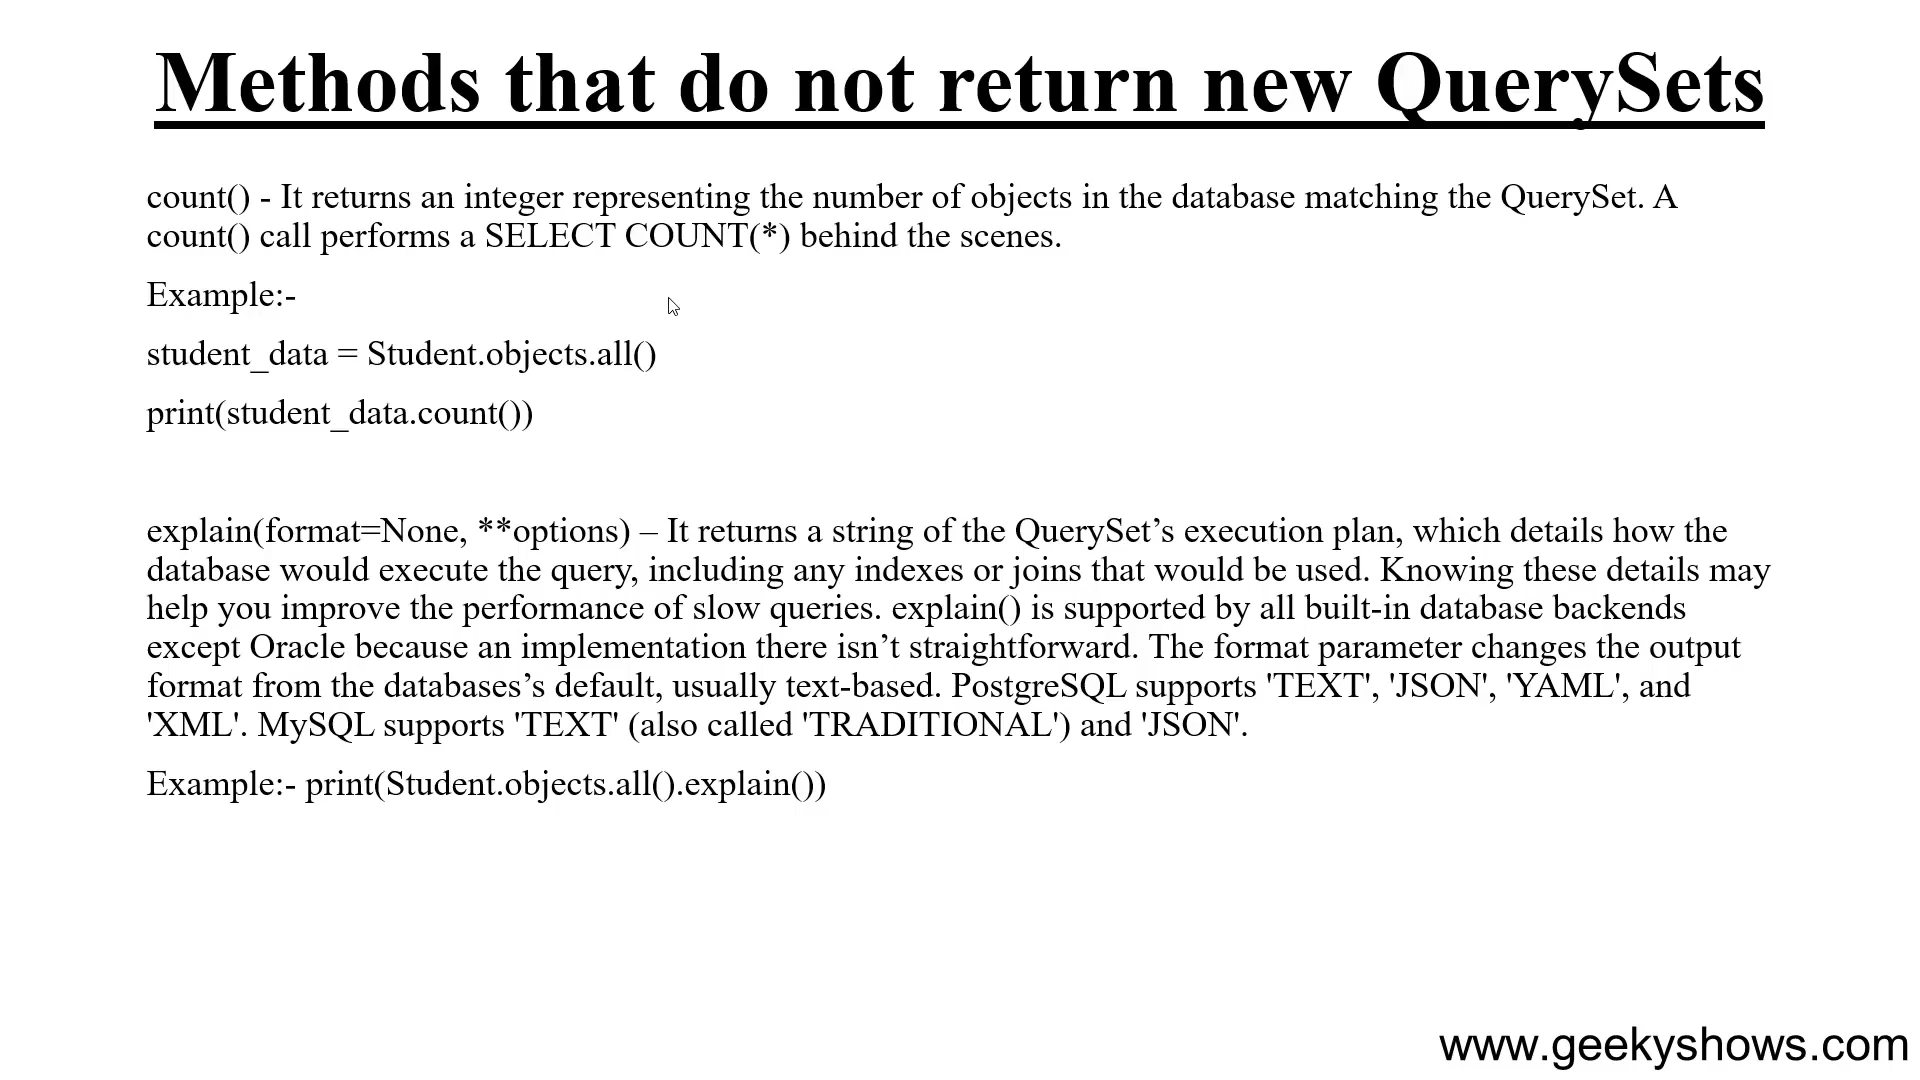 Methods that do not return new QuerySets
count() - It returns an integer representing the number of objects in the database matching the QuerySet. A
count() call performs a SELECT COUNT(*) behind the scenes.
Example:-
student_data = Student.objects.all()
print(student_data.count())
explain(format=None, **options) – It returns a string of the QuerySet’s execution plan, which details how the
database would execute the query, including any indexes or joins that would be used. Knowing these details may
help you improve the performance of slow queries. explain() is supported by all built-in database backends
except Oracle because an implementation there isn’t straightforward. The format parameter changes the output
format from the databases’s default, usually text-based. PostgreSQL supports 'TEXT', 'JSON', 'YAML', and
'XML'. MySQL supports 'TEXT' (also called 'TRADITIONAL') and 'JSON'.
Example:- print(Student.objects.all().explain())
www.geekyshows.com